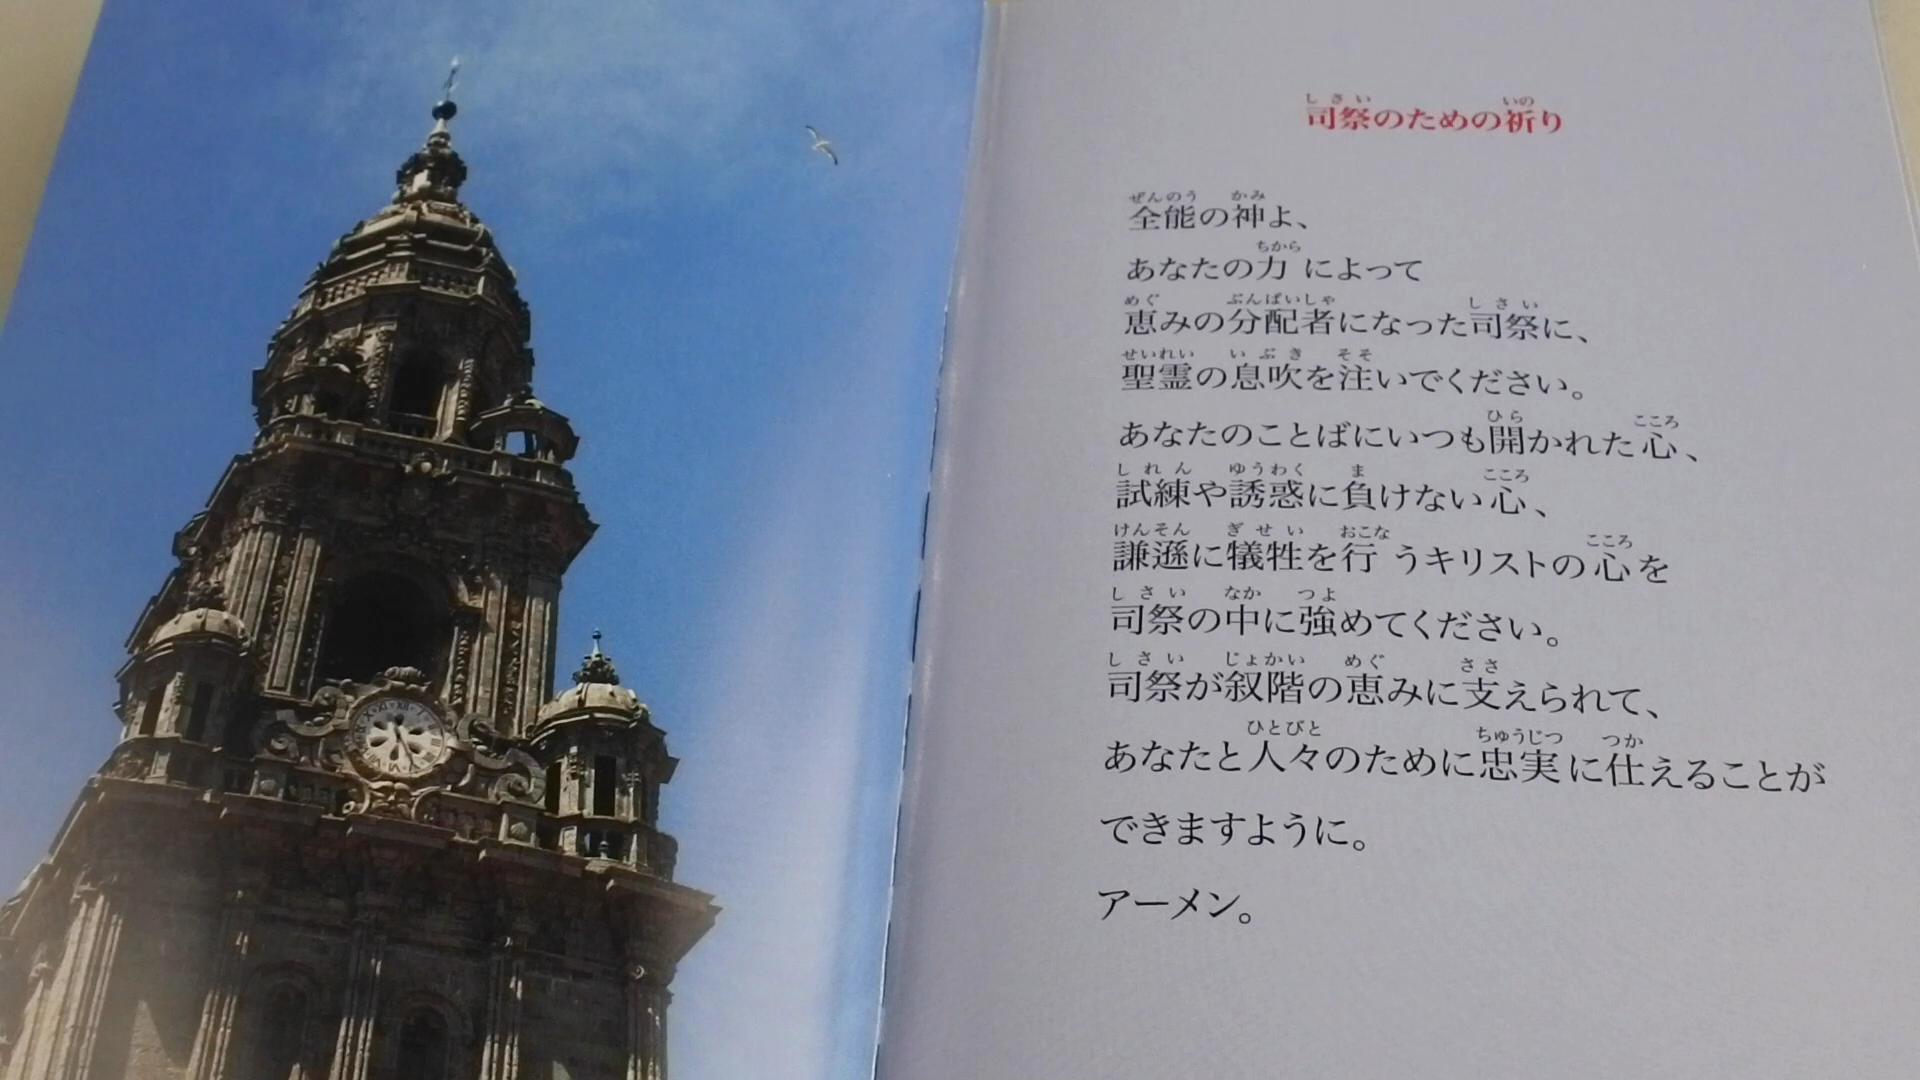 司祭のための祈り
全能の神よ、
あなたの力によって
恵みの分配者になった司祭に、
聖霊の息吹を注いでください。
あなたのことばにいつも開かれた心、
試練や誘惑に負けない心、
謙遜に犠牲を行うキリストの心を
司祭の中に強めてください。
司祭が叙階の恵みに支えられて、
あなたと人々のために忠実に仕えることが
できますように。
アーメン。